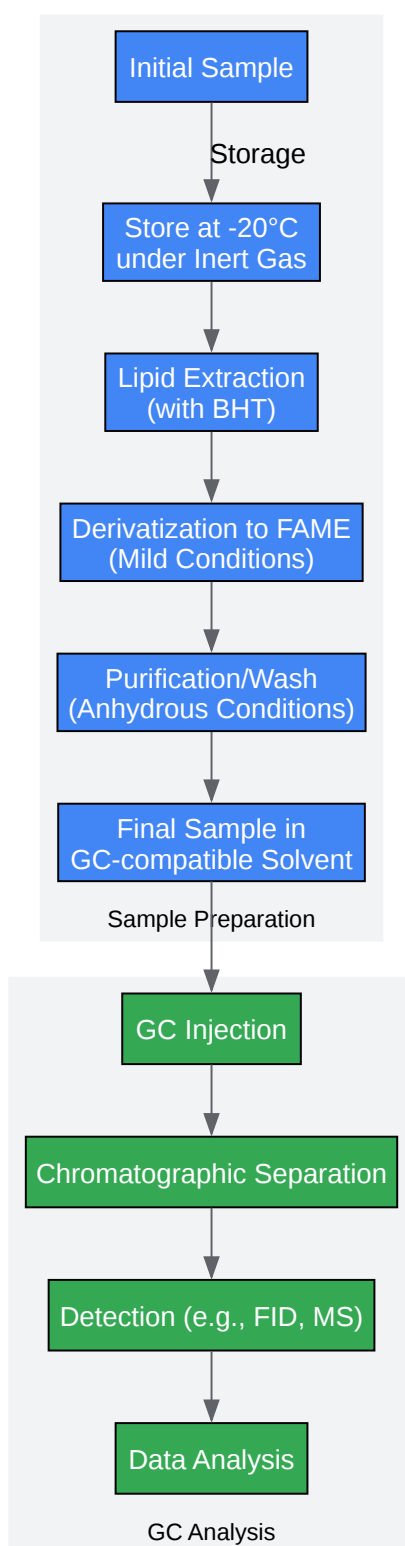 Initial Sample
Storage
Store at -20°C
under Inert Gas
Lipid Extraction
(with BHT)
Derivatization to FAME
(Mild Conditions)
Purification/Wash
(Anhydrous Conditions)
Final Sample in
GC-compatible Solvent
Sample Preparation
GC Injection
Chromatographic Separation
Detection (e.g., FID, MS)
Data Analysis
GC Analysis